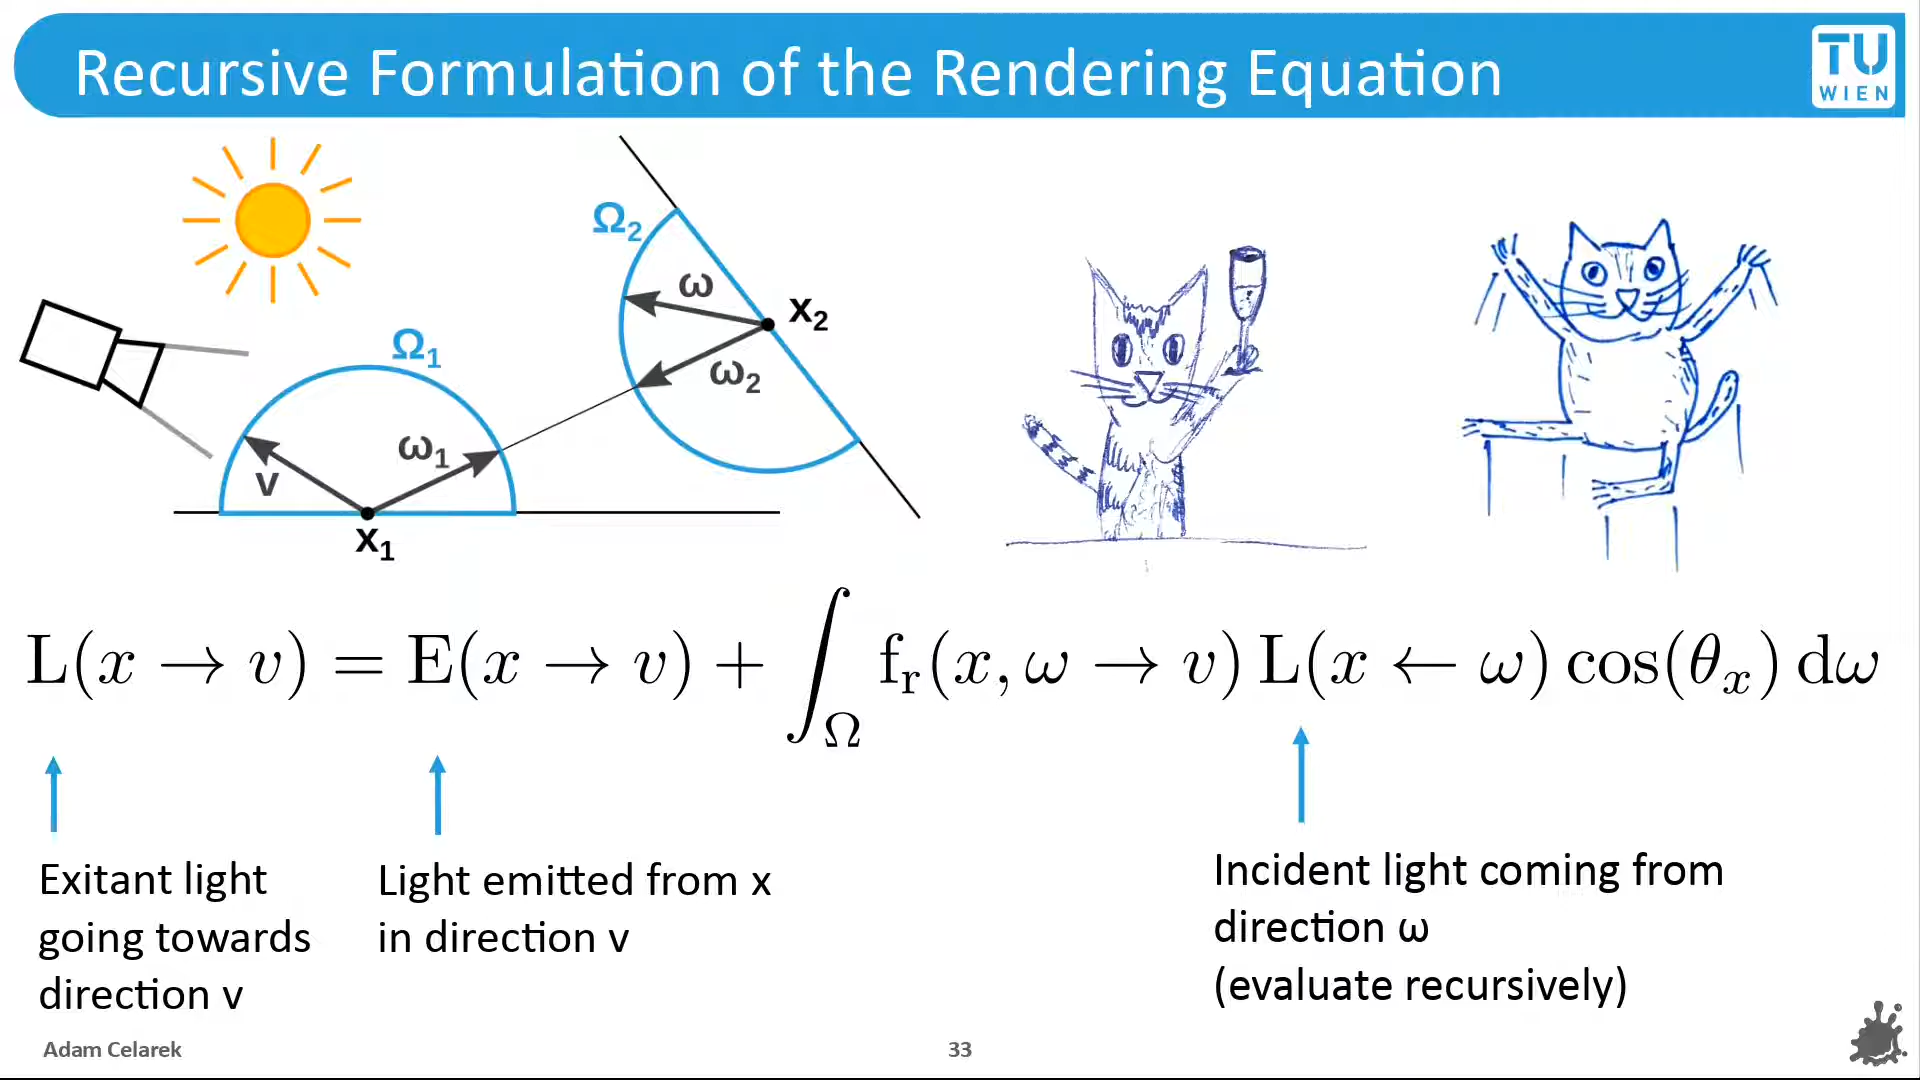 Recursive Formulation of the Rendering Equation
TU
WIEN
Ω₂
ω
x₂
Ω₁
ω₂
ω₁
v
x₁
L(x → v) = E(x → v) + ∫_Ω fᵣ(x, ω → v) L(x ← ω) cos(θₓ) dω
Exitant light
going towards
direction v
Light emitted from x
in direction v
Incident light coming from
direction ω
(evaluate recursively)
Adam Celarek
33